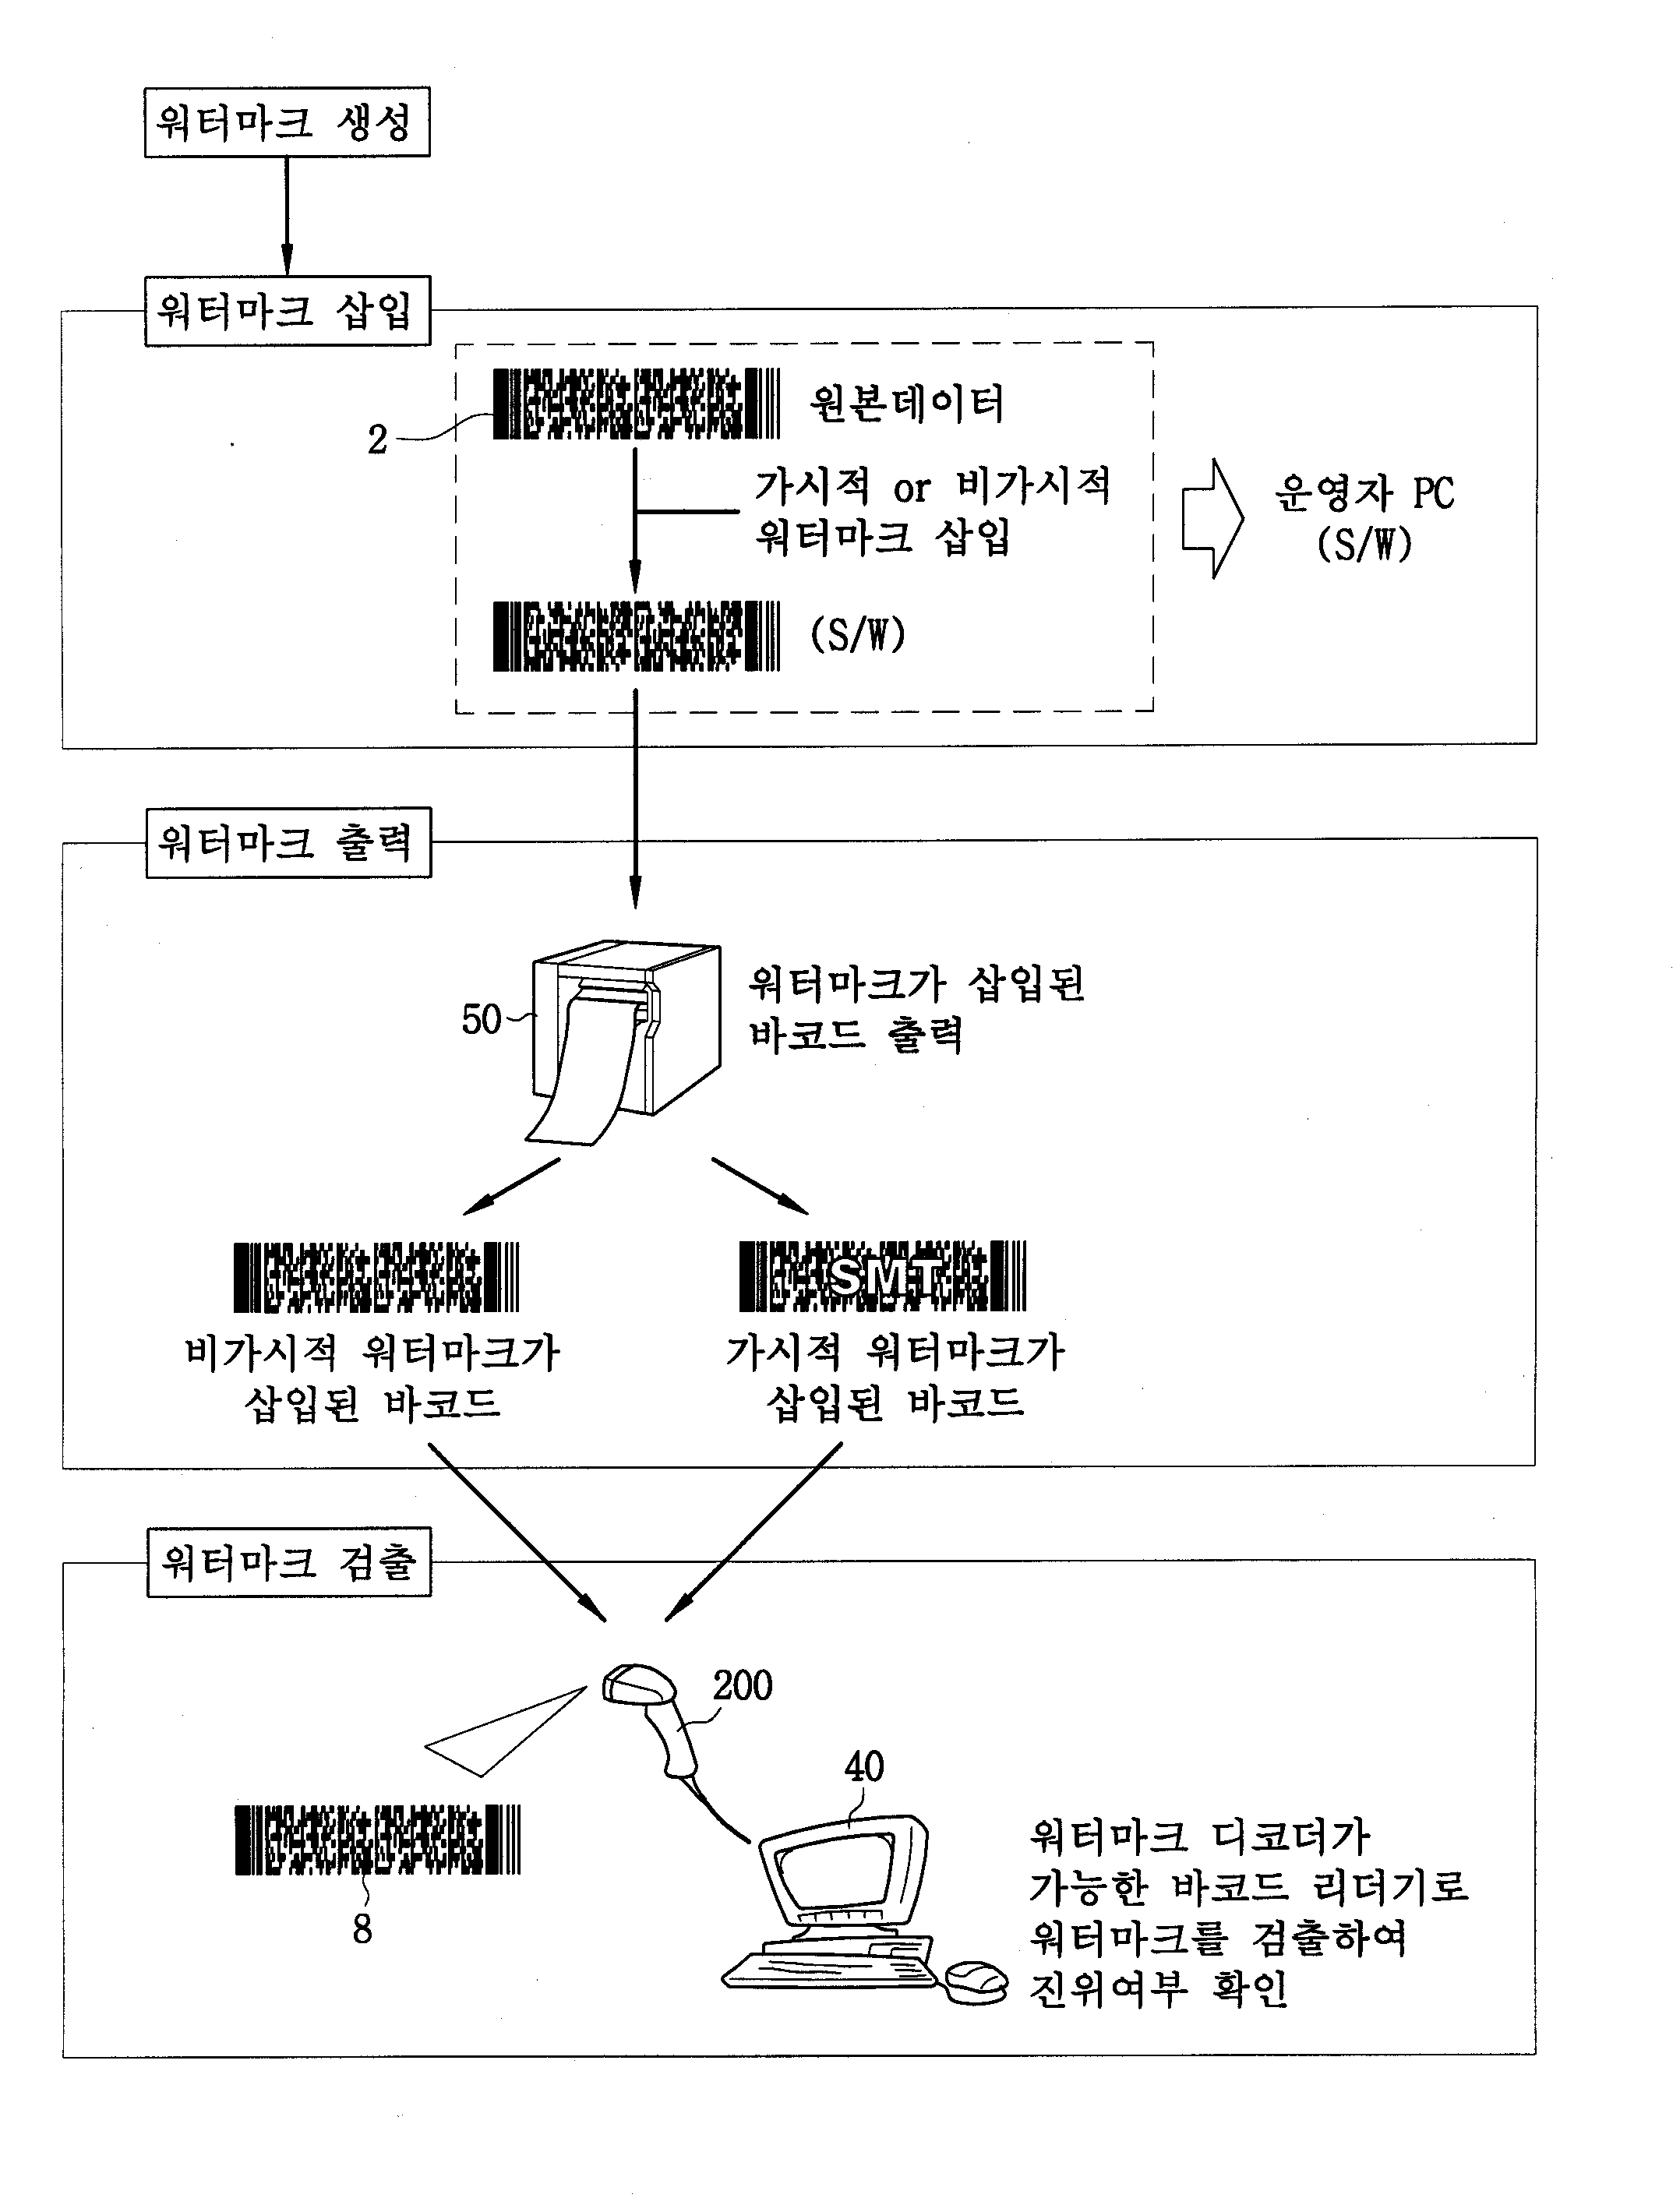 워터마크 생성
워터마크 삽입
2
원본데이터
가시적 or 비가시적
워터마크 삽입
(S/W)
운영자 PC
(S/W)
워터마크 출력
50
워터마크가 삽입된
바코드 출력
SMT
비가시적 워터마크가
삽입된 바코드
가시적 워터마크가
삽입된 바코드
워터마크 검출
200
40
8
워터마크 디코더가
가능한 바코드 리더기로
워터마크를 검출하여
진위여부 확인